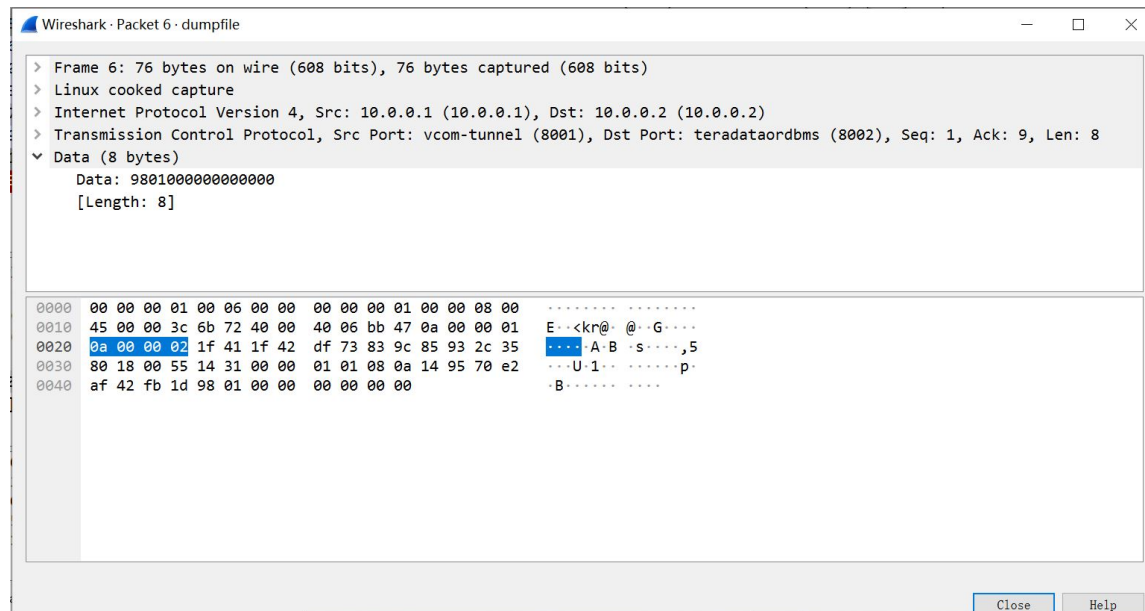 Wireshark · Packet 6 · dumpfile
> Frame 6: 76 bytes on wire (608 bits), 76 bytes captured (608 bits)
> Linux cooked capture
> Internet Protocol Version 4, Src: 10.0.0.1 (10.0.0.1), Dst: 10.0.0.2 (10.0.0.2)
> Transmission Control Protocol, Src Port: vcom-tunnel (8001), Dst Port: teradataordbms (8002), Seq: 1, Ack: 9, Len: 8
Data (8 bytes)
Data: 9801000000000000
[Length: 8]
0000 00 00 00 01 00 06 00 00 00 00 00 01 00 00 08 00 ········ ········
0010 45 00 00 3c 6b 72 40 00 40 06 bb 47 0a 00 00 01 E··<kr@· @··G····
0020 0a 00 00 02 1f 41 1f 42 df 73 83 9c 85 93 2c 35 ·····A·B ·s····,5
0030 80 18 00 55 14 31 00 00 01 01 08 0a 14 95 70 e2 ···U·1·· ······p·
0040 af 42 fb 1d 98 01 00 00 00 00 00 00 ·B······ ····
Close Help